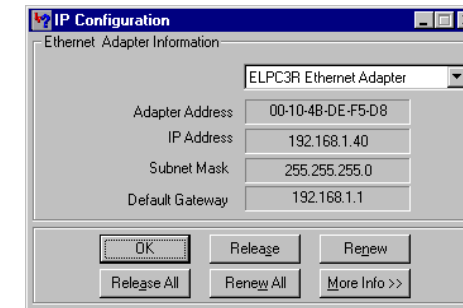 IP Configuration
Ethernet Adapter Information
ELPC3R Ethernet Adapter
Adapter Address 00-10-4B-DE-F5-D8
IP Address 192.168.1.40
Subnet Mask 255.255.255.0
Default Gateway 192.168.1.1
OK Release Renew
Release All Renew All More Info >>